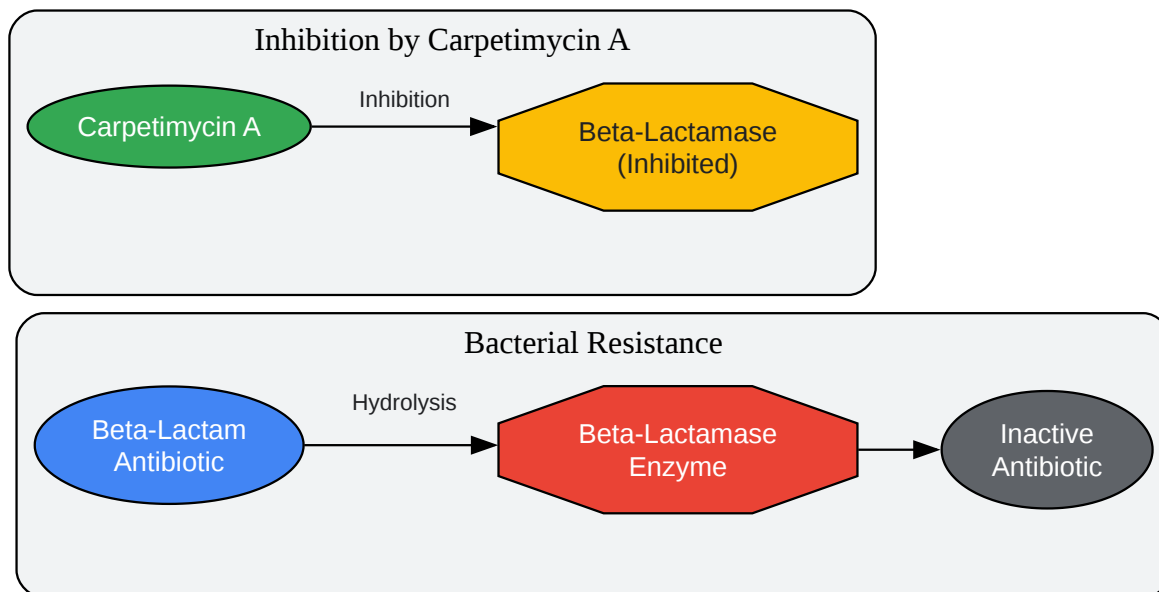 Inhibition by Carpetimycin A
Inhibition
Carpetimycin A
Beta-Lactamase
(Inhibited)
Bacterial Resistance
Hydrolysis
Beta-Lactam
Antibiotic
Beta-Lactamase
Enzyme
Inactive
Antibiotic